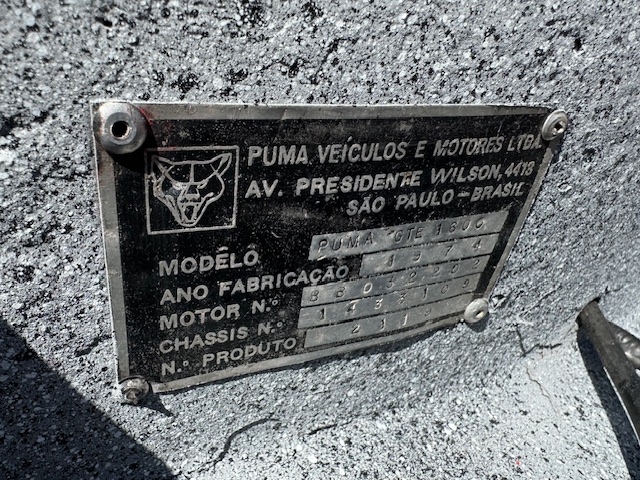 PUMA VEÍCULOS E MOTORES LTDA.
AV. PRESIDENTE WILSON, 4413
SÃO PAULO - BRASIL
MODÊLO PUMA GTE 1600
ANO FABRICAÇÃO 1974
MOTOR N.º
CHASSIS N.º
N.º PRODUTO